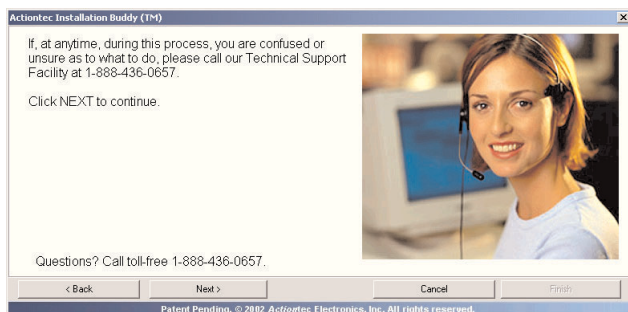 Actiontec Installation Buddy (TM)
If, at anytime, during this process, you are confused or
unsure as to what to do, please call our Technical Support
Facility at 1-888-436-0657.
Click NEXT to continue.
Questions? Call toll-free 1-888-436-0657.
< Back
Next >
Cancel
Finish
Patent Pending. © 2002 Actiontec Electronics, Inc. All rights reserved.